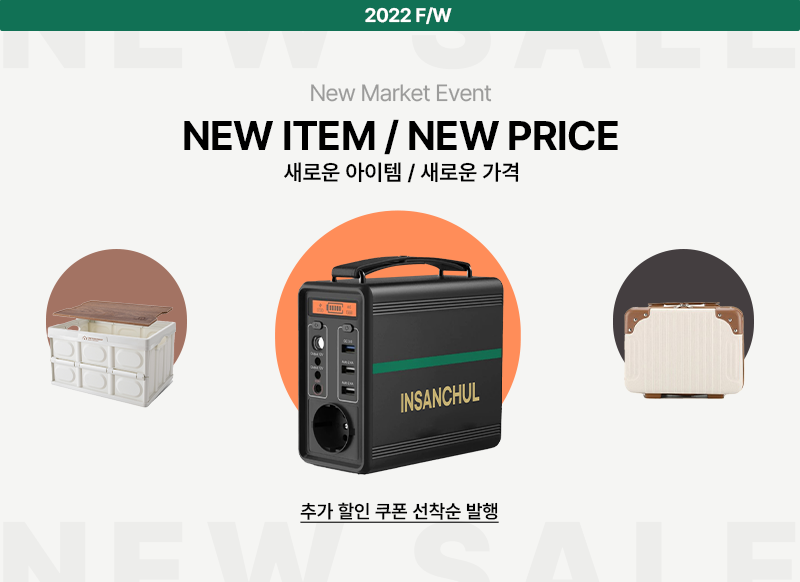 2022 F/W
NEW SALE
New Market Event
NEW ITEM / NEW PRICE
새로운 아이템 / 새로운 가격
INSANCHUL
추가 할인 쿠폰 선착순 발행
NEW SALE